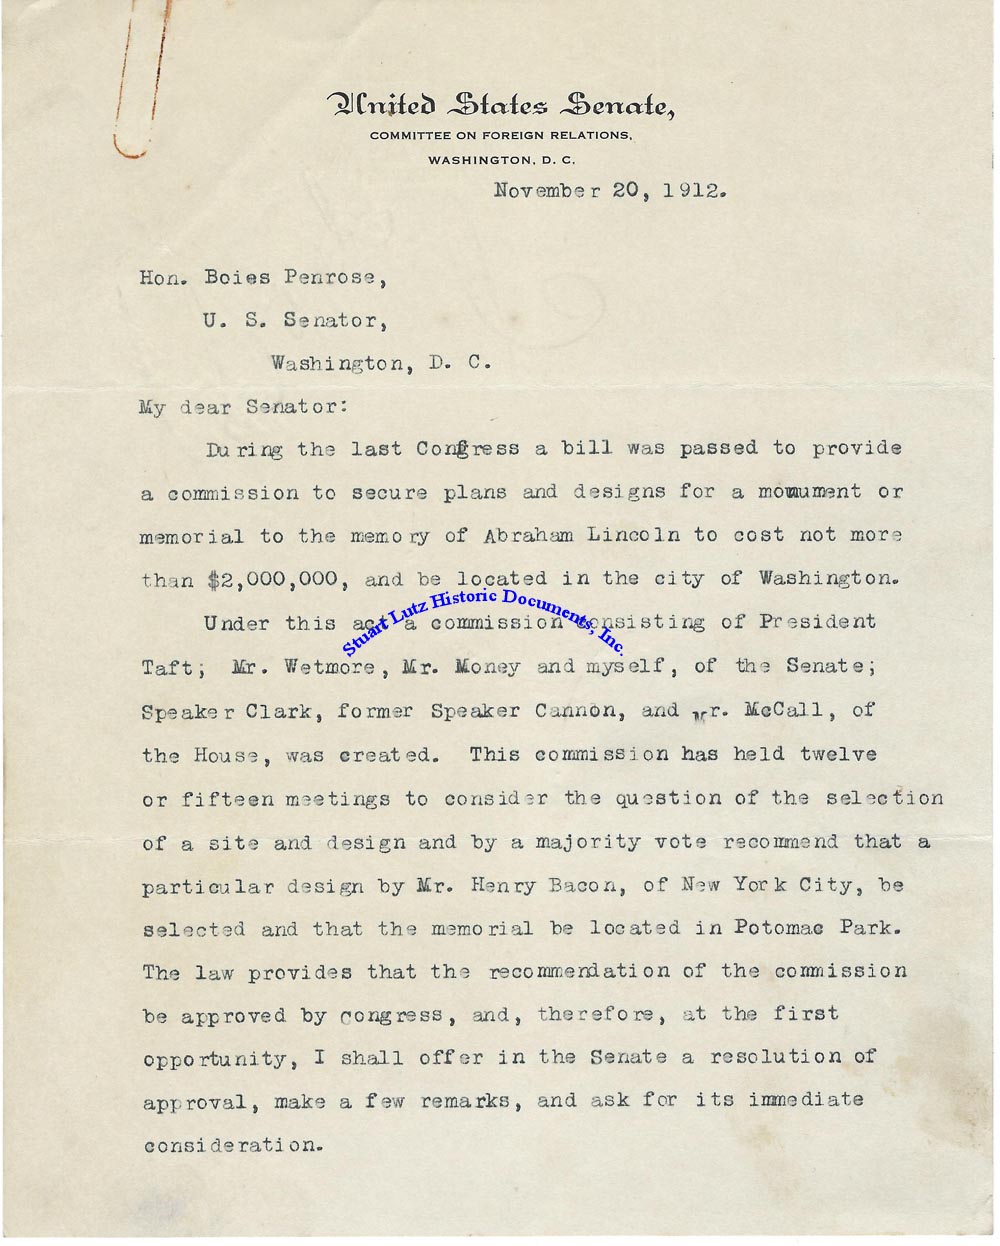 United States Senate,
COMMITTEE ON FOREIGN RELATIONS,
WASHINGTON, D. C.
November 20, 1912.
Hon. Boies Penrose,
U. S. Senator,
Washington, D. C.
My dear Senator:
During the last Congress a bill was passed to provide
a commission to secure plans and designs for a monument or
memorial to the memory of Abraham Lincoln to cost not more
than $2,000,000, and be located in the city of Washington.
Under this act a commission consisting of President
Stuart Lutz Historic Documents, Inc.
Taft; Mr. Wetmore, Mr. Money and myself, of the Senate;
Speaker Clark, former Speaker Cannon, and Mr. McCall, of
the House, was created. This commission has held twelve
or fifteen meetings to consider the question of the selection
of a site and design and by a majority vote recommend that a
particular design by Mr. Henry Bacon, of New York City, be
selected and that the memorial be located in Potomac Park.
The law provides that the recommendation of the commission
be approved by Congress, and, therefore, at the first
opportunity, I shall offer in the Senate a resolution of
approval, make a few remarks, and ask for its immediate
consideration.